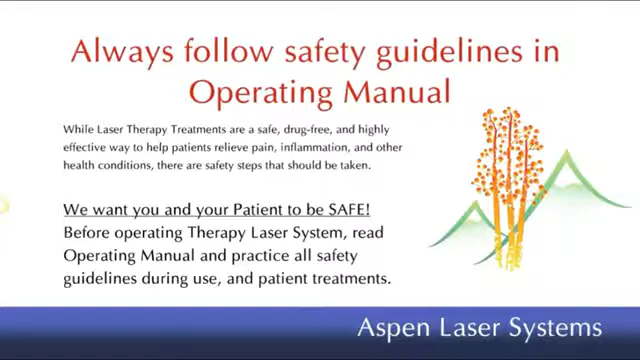 Always follow safety guidelines in
Operating Manual
While Laser Therapy Treatments are a safe, drug-free, and highly
effective way to help patients relieve pain, inflammation, and other
health conditions, there are safety steps that should be taken.
We want you and your Patient to be SAFE!
Before operating Therapy Laser System, read
Operating Manual and practice all safety
guidelines during use, and patient treatments.
Aspen Laser Systems